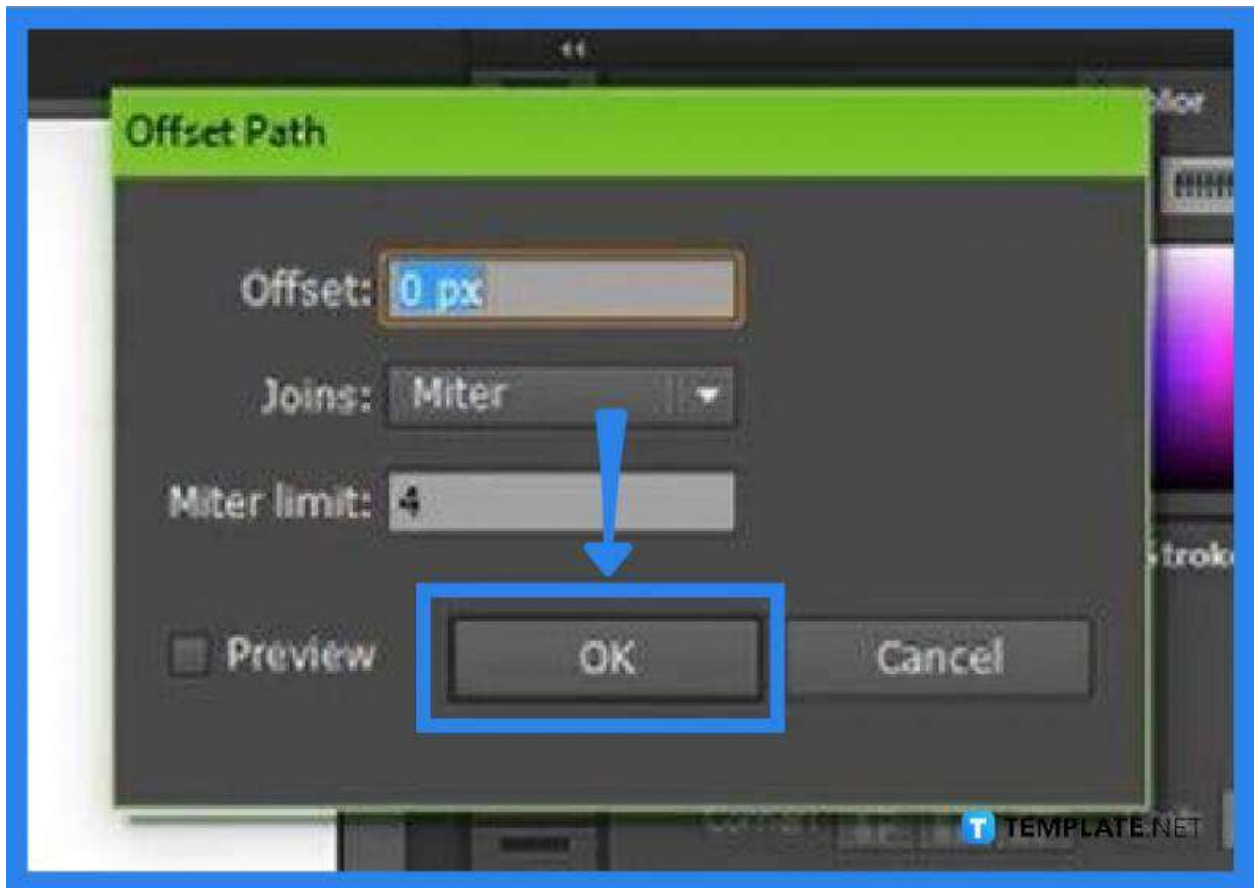 Offset Path
Offset: 0 px
Joins: Miter
Miter limit: 4
Preview
OK
Cancel
T TEMPLATE.NET